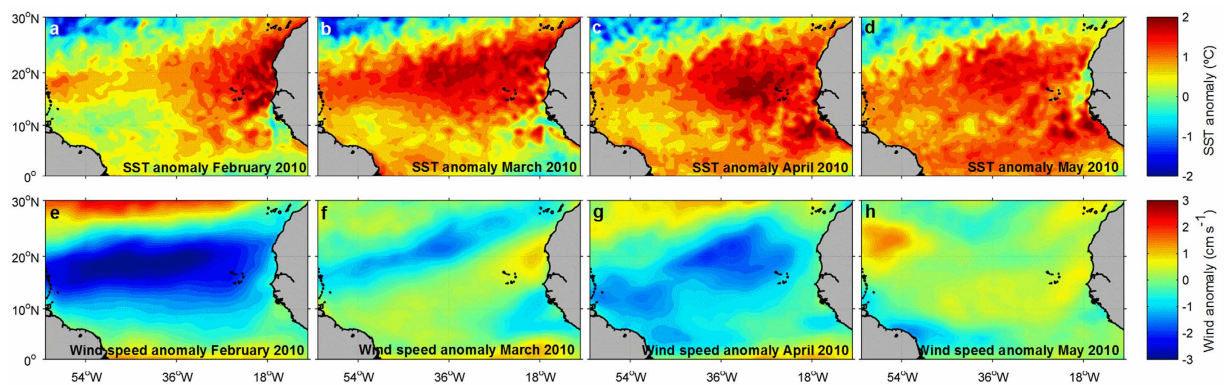 30°N
20°N
10°N
0°
a
SST anomaly February 2010
b
SST anomaly March 2010
c
SST anomaly April 2010
d
SST anomaly May 2010
2
1
0
-1
-2
SST anomaly (ºC)
30°N
20°N
10°N
0°
e
Wind speed anomaly February 2010
f
Wind speed anomaly March 2010
g
Wind speed anomaly April 2010
h
Wind speed anomaly May 2010
3
2
1
0
-1
-2
-3
Wind anomaly (cm s⁻¹)
54°W 36°W 18°W 54°W 36°W 18°W 54°W 36°W 18°W 54°W 36°W 18°W